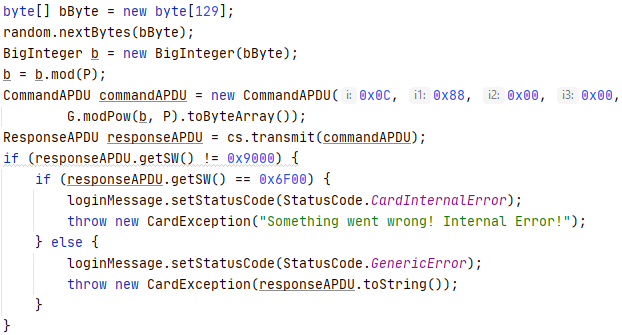 byte[] bByte = new byte[129];
random.nextBytes(bByte);
BigInteger b = new BigInteger(bByte);
b = b.mod(P);
CommandAPDU commandAPDU = new CommandAPDU( i: 0x0C, i1: 0x88, i2: 0x00, i3: 0x00,
        G.modPow(b, P).toByteArray());
ResponseAPDU responseAPDU = cs.transmit(commandAPDU);
if (responseAPDU.getSW() != 0x9000) {
    if (responseAPDU.getSW() == 0x6F00) {
        loginMessage.setStatusCode(StatusCode.CardInternalError);
        throw new CardException("Something went wrong! Internal Error!");
    } else {
        loginMessage.setStatusCode(StatusCode.GenericError);
        throw new CardException(responseAPDU.toString());
    }
}